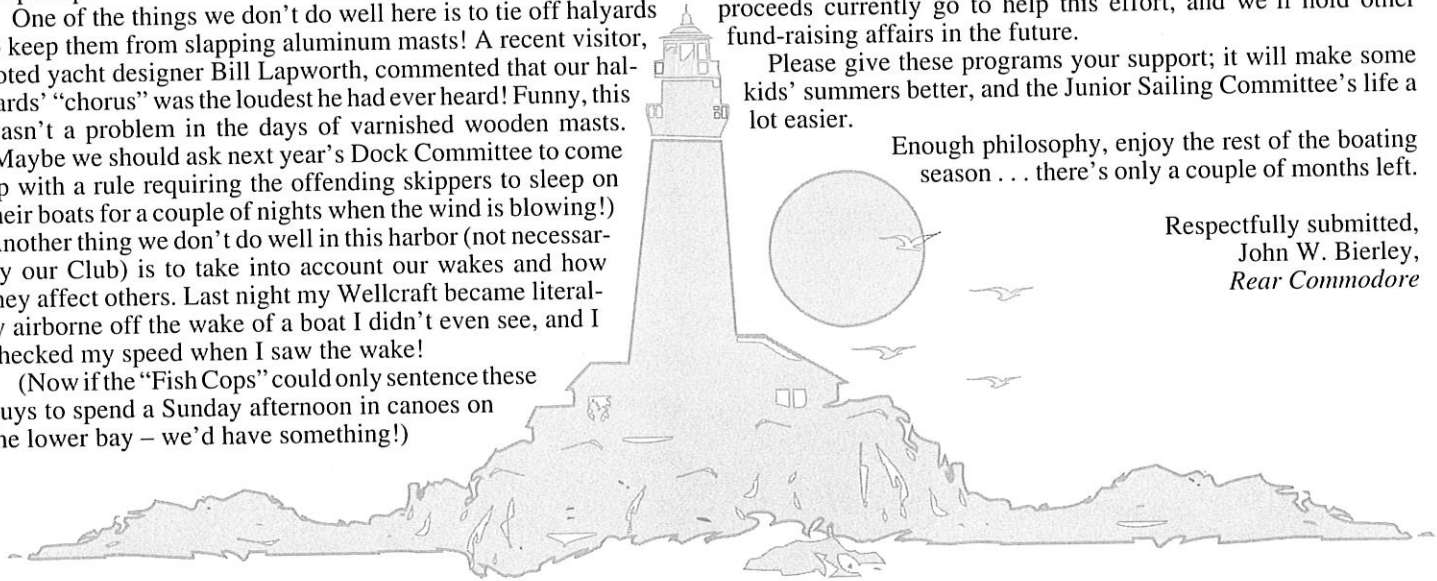 One of the things we don't do well here is to tie off halyards
keep them from slapping aluminum masts! A recent visitor,
oted yacht designer Bill Lapworth, commented that our hal-
ards' "chorus" was the loudest he had ever heard! Funny, this
asn't a problem in the days of varnished wooden masts.
Maybe we should ask next year's Dock Committee to come
p with a rule requiring the offending skippers to sleep on
eir boats for a couple of nights when the wind is blowing!)
nother thing we don't do well in this harbor (not necessar-
y our Club) is to take into account our wakes and how
ey affect others. Last night my Wellcraft became literal-
y airborne off the wake of a boat I didn't even see, and I
hecked my speed when I saw the wake!
(Now if the "Fish Cops" could only sentence these
uys to spend a Sunday afternoon in canoes on
ne lower bay – we'd have something!)
proceeds currently go to help this effort, and we'll hold other
fund-raising affairs in the future.
Please give these programs your support; it will make some
kids' summers better, and the Junior Sailing Committee's life a
lot easier.
Enough philosophy, enjoy the rest of the boating
season . . . there's only a couple of months left.
Respectfully submitted,
John W. Bierley,
Rear Commodore